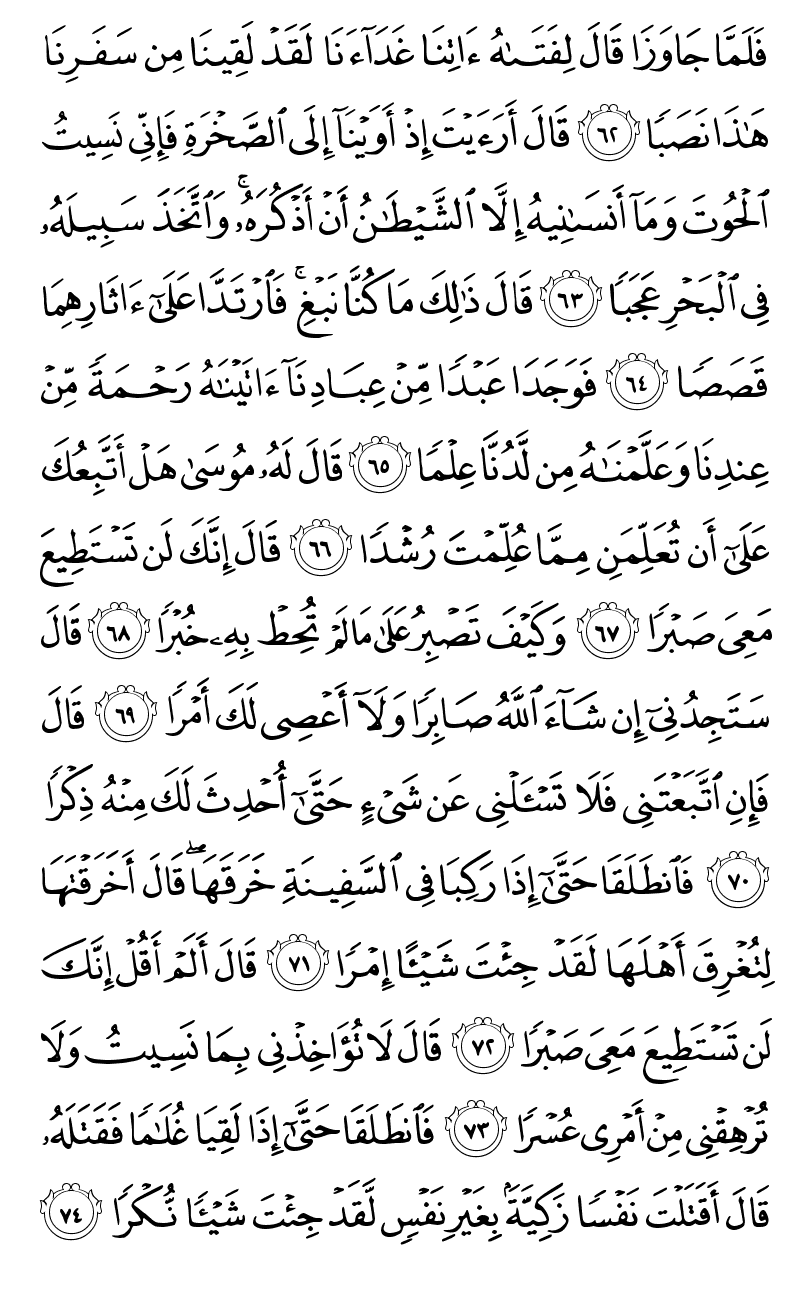 فَلَمَّا جَاوَزَا قَالَ لِفَتَىٰهُ ءَاتِنَا غَدَآءَنَا لَقَدۡ لَقِينَا مِن سَفَرِنَا
هَٰذَا نَصَبٗا ٦٢ قَالَ أَرَءَيۡتَ إِذۡ أَوَيۡنَآ إِلَى ٱلصَّخۡرَةِ فَإِنِّي نَسِيتُ
ٱلۡحُوتَ وَمَآ أَنسَىٰنِيهُ إِلَّا ٱلشَّيۡطَٰنُ أَنۡ أَذۡكُرَهُۥۚ وَٱتَّخَذَ سَبِيلَهُۥ
فِي ٱلۡبَحۡرِ عَجَبٗا ٦٣ قَالَ ذَٰلِكَ مَا كُنَّا نَبۡغِۚ فَٱرۡتَدَّا عَلَىٰٓ ءَاثَارِهِمَا
قَصَصٗا ٦٤ فَوَجَدَا عَبۡدٗا مِّنۡ عِبَادِنَآ ءَاتَيۡنَٰهُ رَحۡمَةٗ مِّنۡ
عِندِنَا وَعَلَّمۡنَٰهُ مِن لَّدُنَّا عِلۡمٗا ٦٥ قَالَ لَهُۥ مُوسَىٰ هَلۡ أَتَّبِعُكَ
عَلَىٰٓ أَن تُعَلِّمَنِ مِمَّا عُلِّمۡتَ رُشۡدٗا ٦٦ قَالَ إِنَّكَ لَن تَسۡتَطِيعَ
مَعِيَ صَبۡرٗا ٦٧ وَكَيۡفَ تَصۡبِرُ عَلَىٰ مَا لَمۡ تُحِطۡ بِهِۦ خُبۡرٗا ٦٨ قَالَ
سَتَجِدُنِيٓ إِن شَآءَ ٱللَّهُ صَابِرٗا وَلَآ أَعۡصِي لَكَ أَمۡرٗا ٦٩ قَالَ
فَإِنِ ٱتَّبَعۡتَنِي فَلَا تَسۡـَٔلۡنِي عَن شَيۡءٍ حَتَّىٰٓ أُحۡدِثَ لَكَ مِنۡهُ ذِكۡرٗا
٧٠ فَٱنطَلَقَا حَتَّىٰٓ إِذَا رَكِبَا فِي ٱلسَّفِينَةِ خَرَقَهَاۖ قَالَ أَخَرَقۡتَهَا
لِتُغۡرِقَ أَهۡلَهَا لَقَدۡ جِئۡتَ شَيۡـًٔا إِمۡرٗا ٧١ قَالَ أَلَمۡ أَقُلۡ إِنَّكَ
لَن تَسۡتَطِيعَ مَعِيَ صَبۡرٗا ٧٢ قَالَ لَا تُؤَاخِذۡنِي بِمَا نَسِيتُ وَلَا
تُرۡهِقۡنِي مِنۡ أَمۡرِي عُسۡرٗا ٧٣ فَٱنطَلَقَا حَتَّىٰٓ إِذَا لَقِيَا غُلَٰمٗا فَقَتَلَهُۥ
قَالَ أَقَتَلۡتَ نَفۡسٗا زَكِيَّةَۢ بِغَيۡرِ نَفۡسٖ لَّقَدۡ جِئۡتَ شَيۡـٔٗا نُّكۡرٗا ٧٤